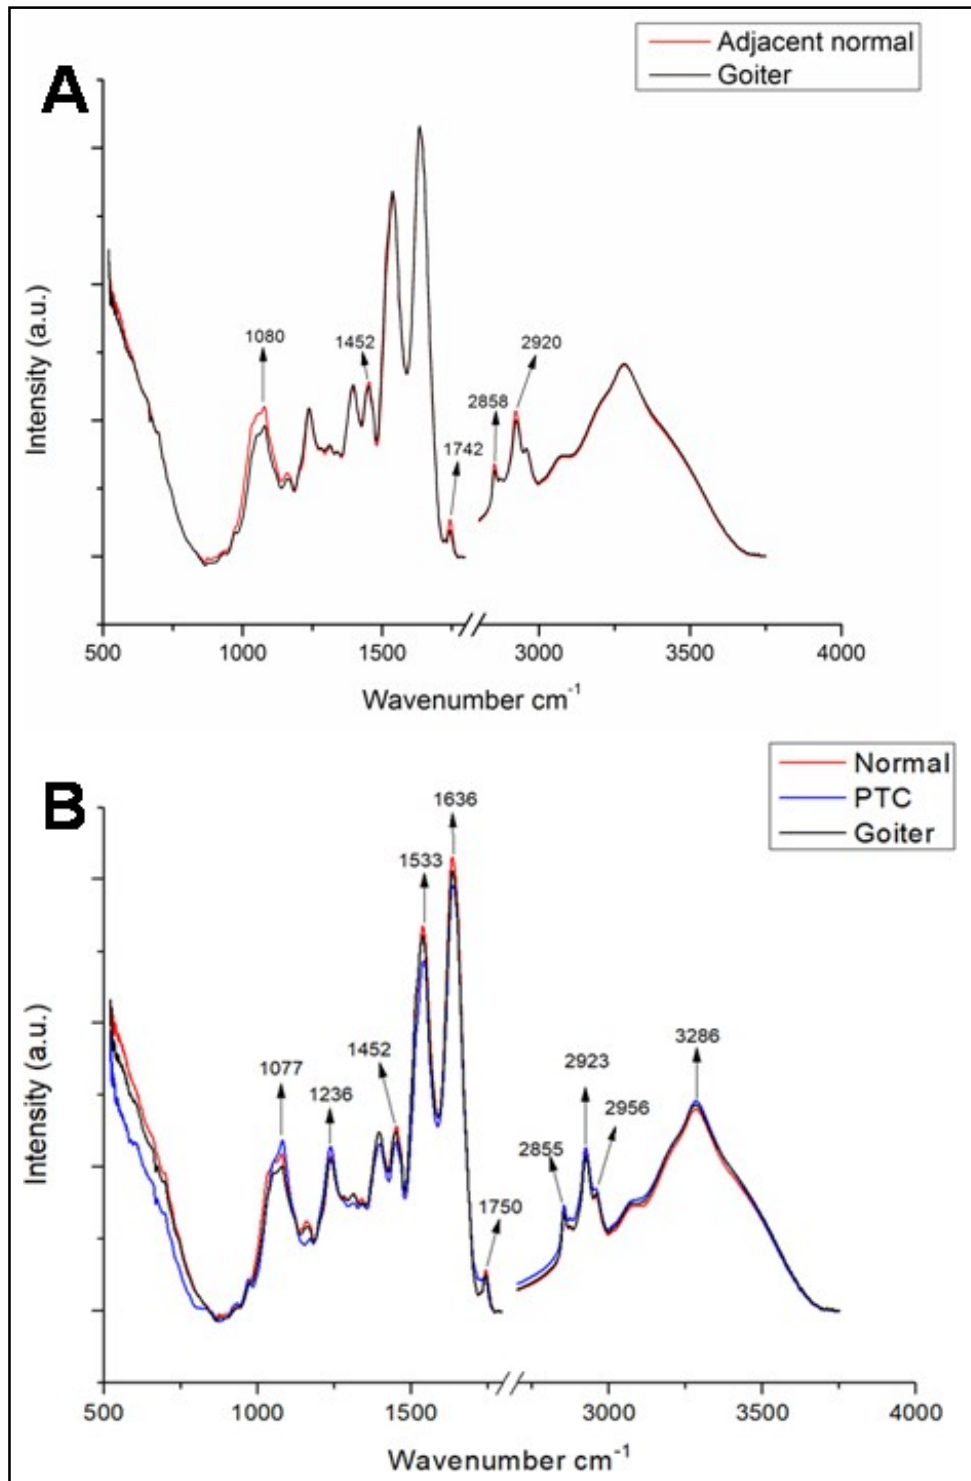 A
Adjacent normal
Goiter
Intensity (a.u.)
1080
1452
1742
2858
2920
500
1000
1500
3000
3500
4000
Wavenumber cm⁻¹
B
Normal
PTC
Goiter
Intensity (a.u.)
1077
1236
1452
1533
1636
1750
2855
2923
2956
3286
500
1000
1500
3000
3500
4000
Wavenumber cm⁻¹